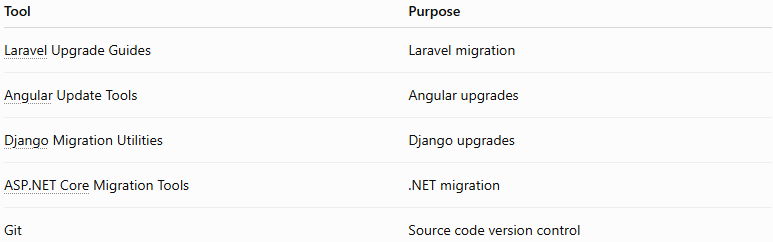 Tool Purpose
Laravel Upgrade Guides Laravel migration
Angular Update Tools Angular upgrades
Django Migration Utilities Django upgrades
ASP.NET Core Migration Tools .NET migration
Git Source code version control